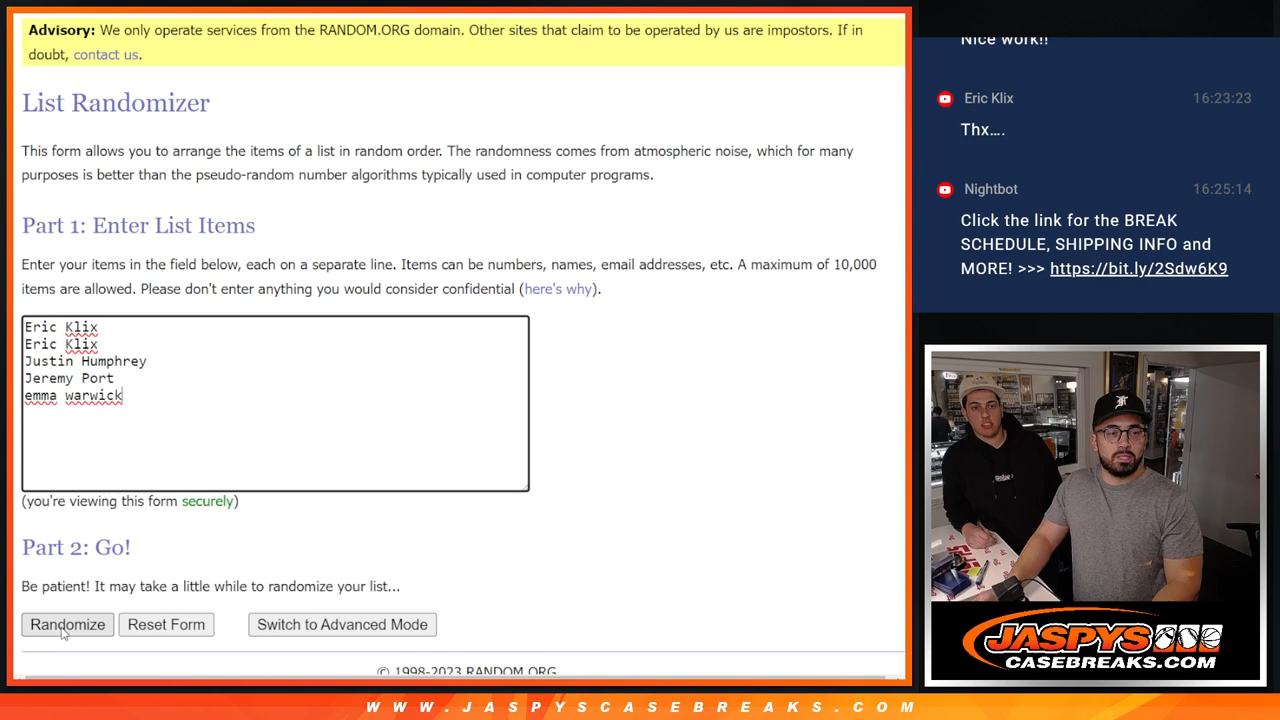 Advisory: We only operate services from the RANDOM.ORG domain. Other sites that claim to be operated by us are impostors. If in
doubt, contact us.
List Randomizer
This form allows you to arrange the items of a list in random order. The randomness comes from atmospheric noise, which for many
purposes is better than the pseudo-random number algorithms typically used in computer programs.
Part 1: Enter List Items
Enter your items in the field below, each on a separate line. Items can be numbers, names, email addresses, etc. A maximum of 10,000
items are allowed. Please don't enter anything you would consider confidential (here's why).
Eric Klix
Eric Klix
Justin Humphrey
Jeremy Port
emma warwick
(you're viewing this form securely)
Part 2: Go!
Be patient! It may take a little while to randomize your list...
Randomize Reset Form Switch to Advanced Mode
© 1998-2023 RANDOM.ORG
Nice work!!
Eric Klix 16:23:23
Thx....
Nightbot 16:25:14
Click the link for the BREAK
SCHEDULE, SHIPPING INFO and
MORE! >>> https://bit.ly/2Sdw6K9
JASPYS
CASEBREAKS.COM
WWW.JASPYSCASEBREAKS.COM